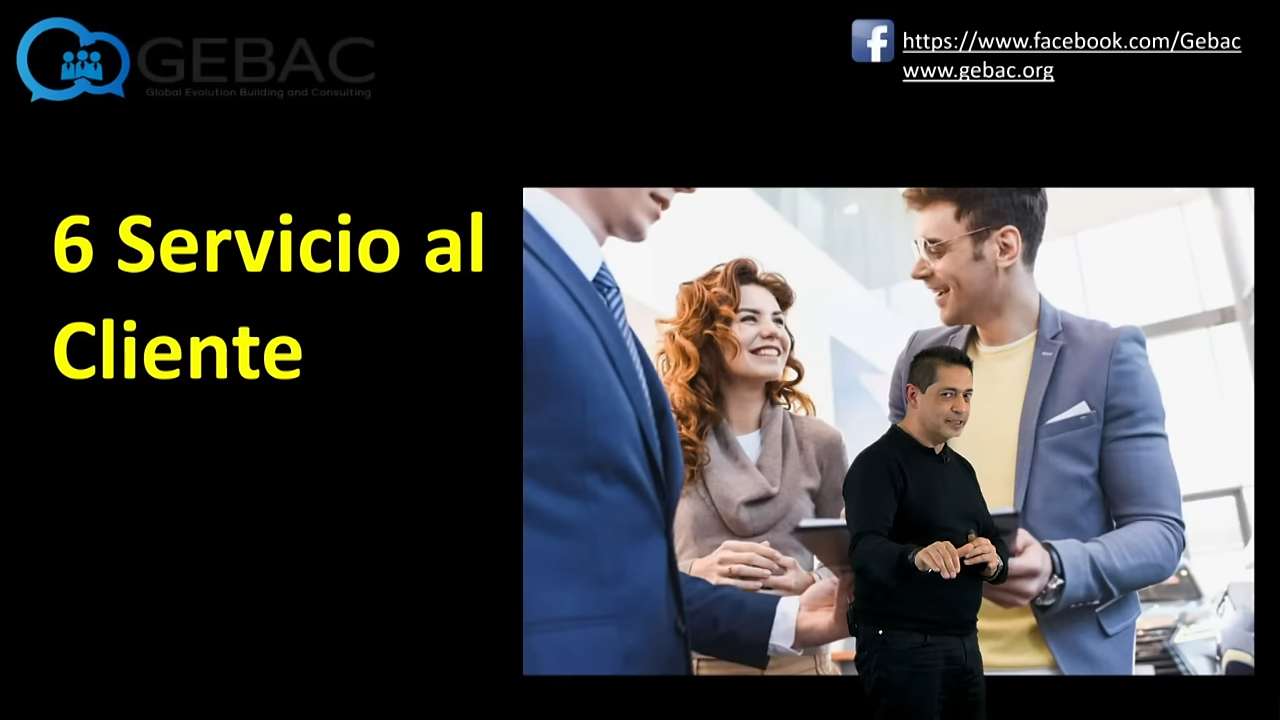 GEBAC
Global Evolution Building and Consulting
https://www.facebook.com/Gebac
www.gebac.org
6 Servicio al
Cliente